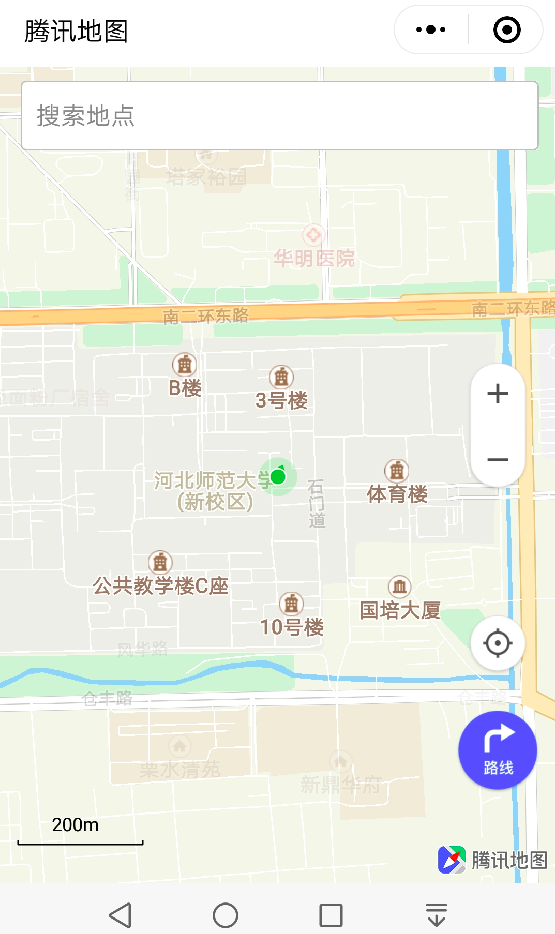 腾讯地图
搜索地点
塔家裕园
华明医院
南二环东路
南二环东路
B楼
3号楼
河北师范大学
(新校区)
石门道
体育楼
公共教学楼C座
国培大厦
10号楼
风华路
仓丰路
仓丰路
栗水清苑
新鼎华府
路线
200m
腾讯地图